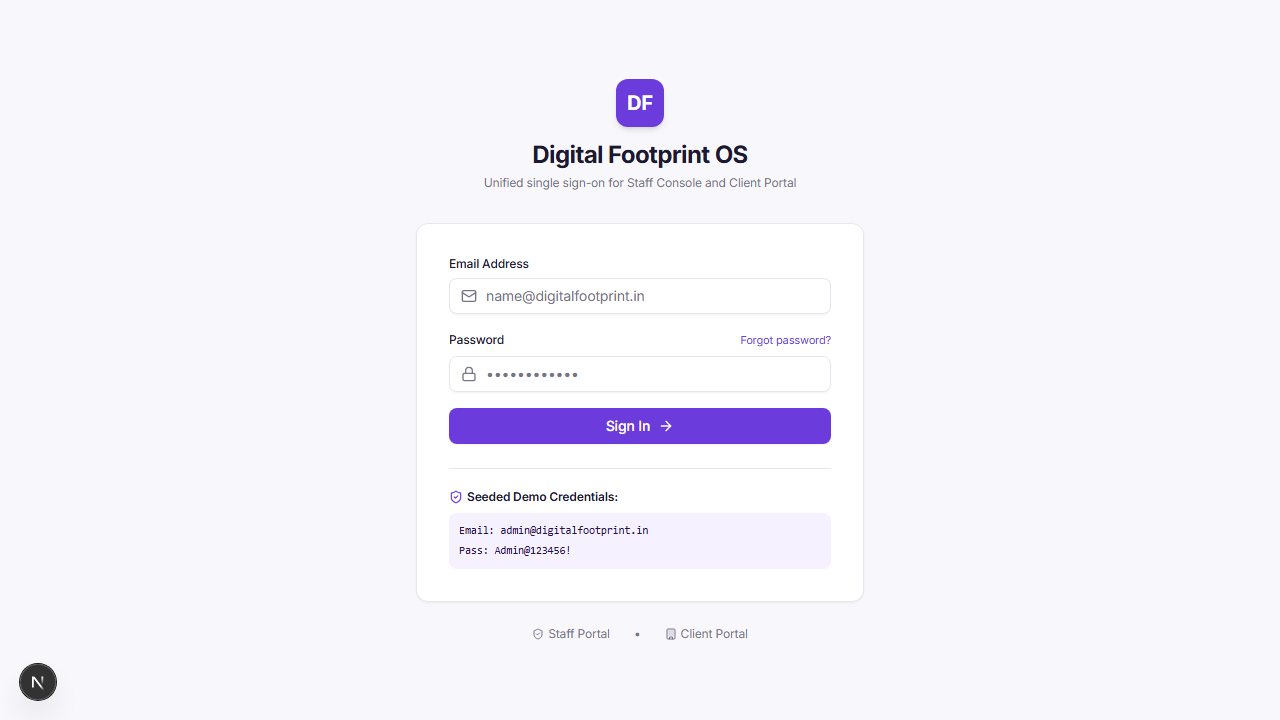 DF
Digital Footprint OS
Unified single sign-on for Staff Console and Client Portal
Email Address
name@digitalfootprint.in
Password
Forgot password?
••••••••••••
Sign In →
Seeded Demo Credentials:
Email: admin@digitalfootprint.in
Pass: Admin@123456!
Staff Portal • Client Portal
N